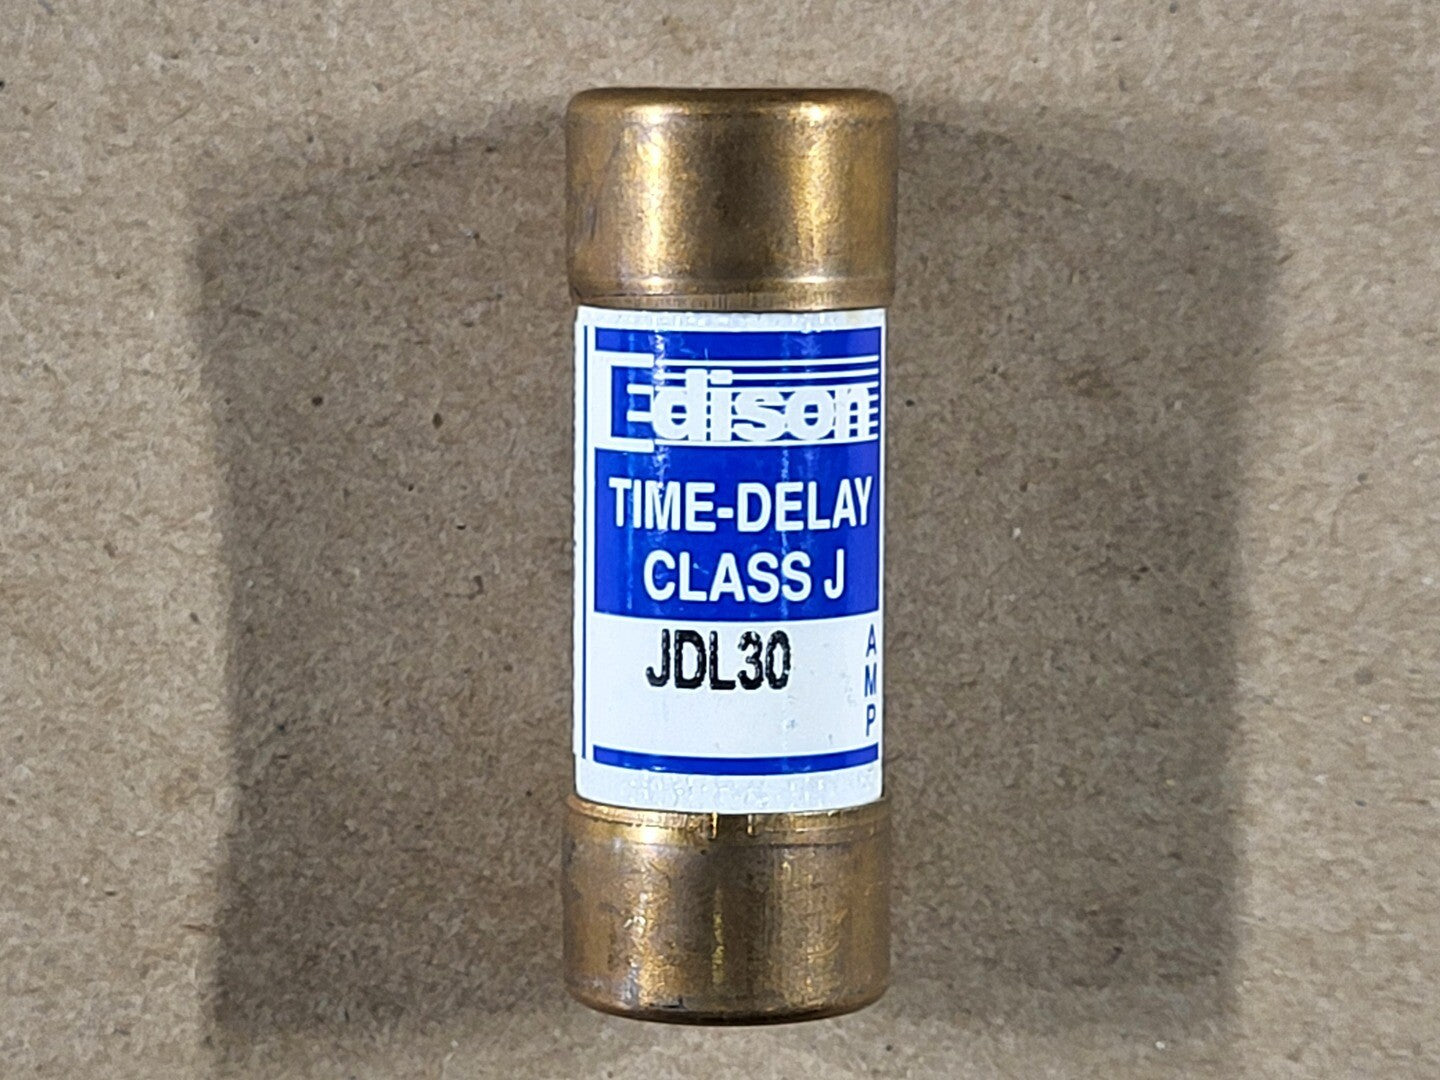 Edison
TIME-DELAY
CLASS J
JDL30
AMP